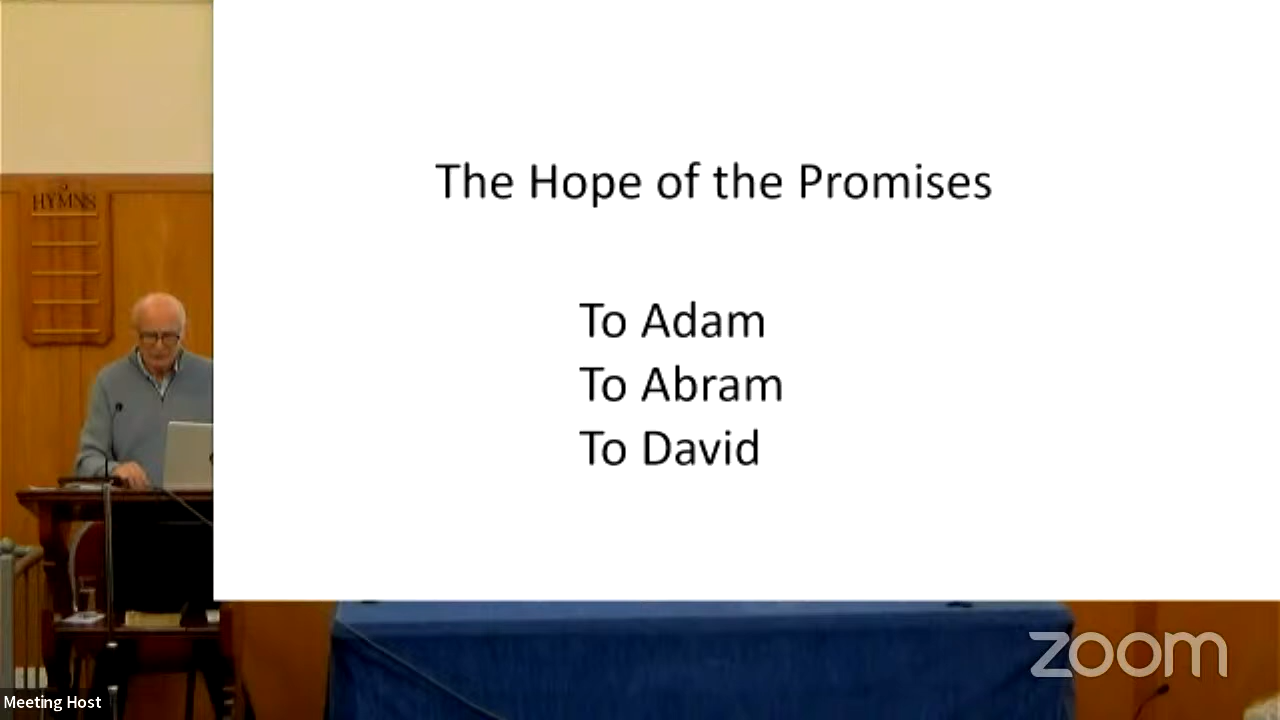 HYMNS
The Hope of the Promises
To Adam
To Abram
To David
zoom
Meeting Host